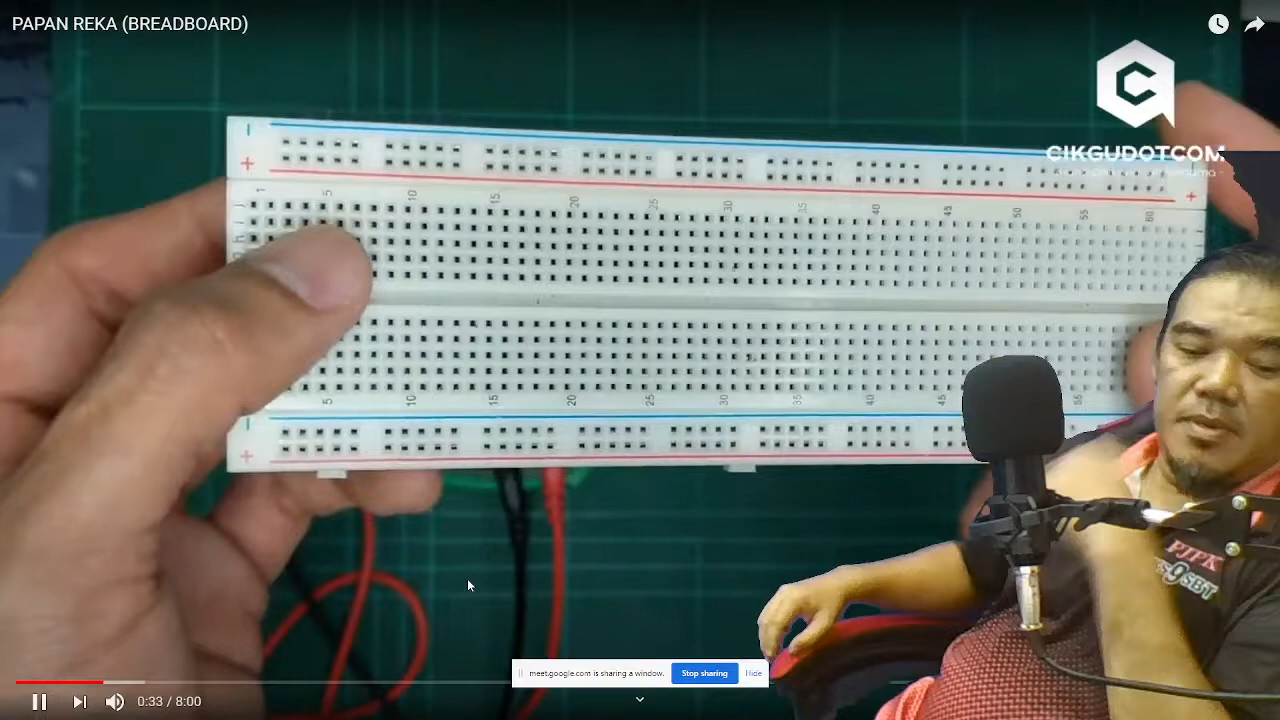 PAPAN REKA (BREADBOARD)
CIKGUDOTCOM
1 5 10 15 20 25 30 35 40 45 50 55 60
j
i
h
5 10 15 20 25 30 35 40 45 55
PJPK
meet.google.com is sharing a window.
Stop sharing
Hide
0:33 / 8:00